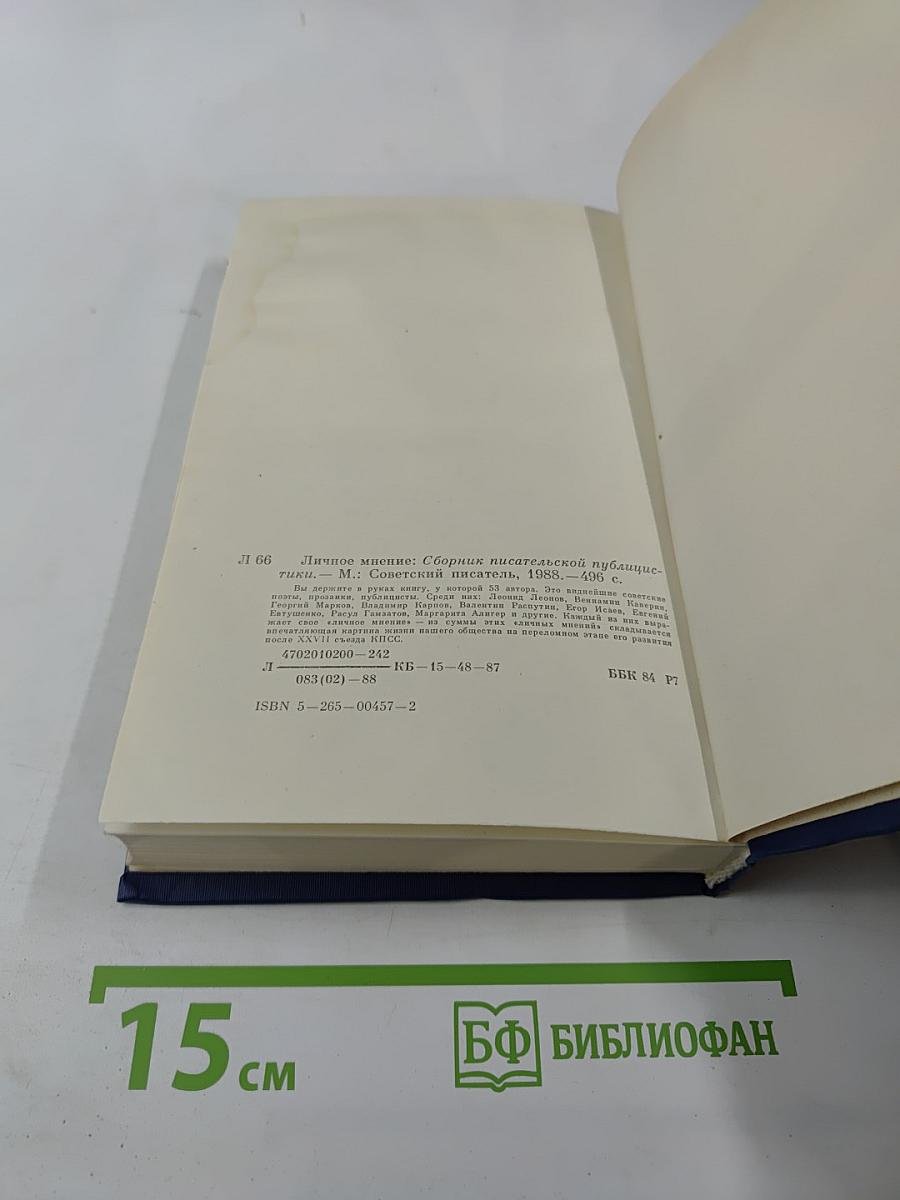 Л 66 Личное мнение: Сборник писательской публицис-
тики.— М.: Советский писатель, 1988.—496 с.
Вы держите в руках книгу, у которой 53 автора. Это виднейшие советские
поэты, прозаики, публицисты. Среди них: Леонид Леонов, Вениамин Каверин,
Георгий Марков, Владимир Карпов, Валентин Распутин, Егор Исаев, Евгений
Евтушенко, Расул Гамзатов, Маргарита Алигер и другие. Каждый из них выра-
жает свое «личное мнение» — из суммы этих «личных мнений» складывается
впечатляющая картина жизни нашего общества на переломном этапе его развития
после XXVII съезда КПСС.
4702010200—242
Л КБ—15—48—87
083(02)—88
ББК 84 Р7
ISBN 5—265—00457—2
15 см
БФ БИБЛИОФАН